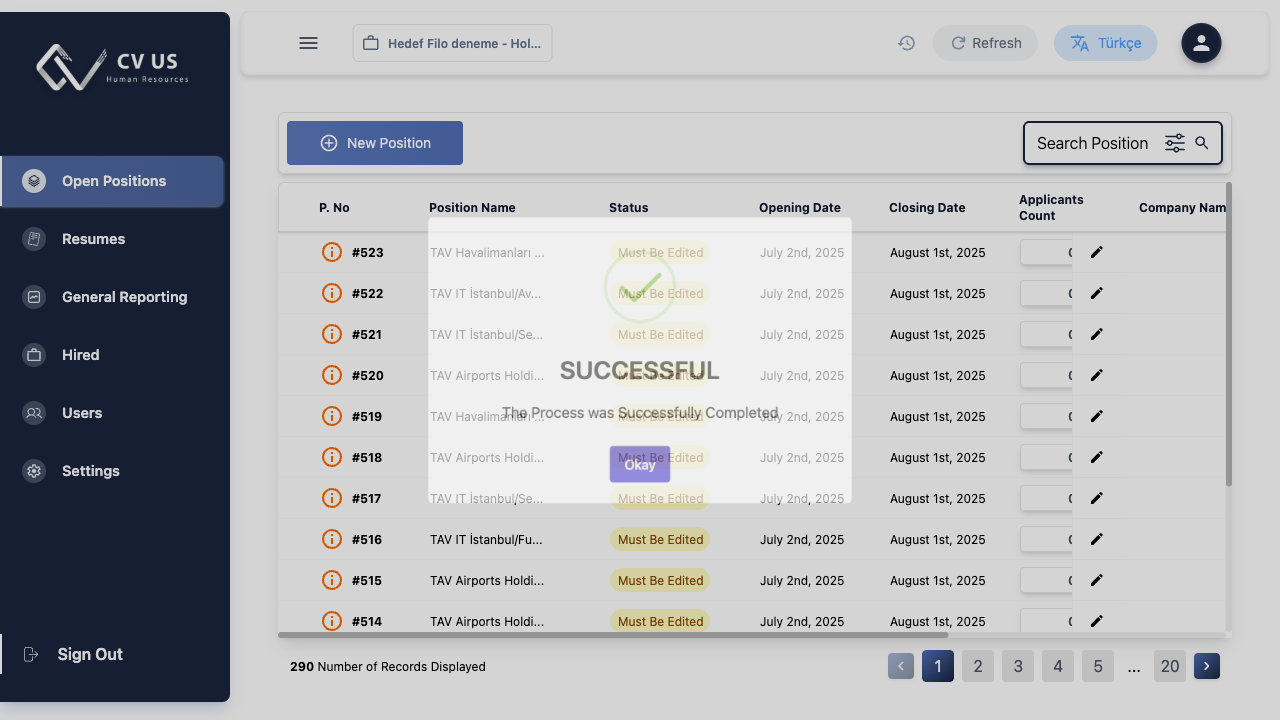 CV US
Human Resources
Hedef Filo deneme - Hol...
Refresh
Türkçe
Open Positions
Resumes
General Reporting
Hired
Users
Settings
Sign Out
New Position
Search Position
P. No
Position Name
Status
Opening Date
Closing Date
Applicants
Count
Company Nam
#523 TAV Havalimanları ... Must Be Edited July 2nd, 2025 August 1st, 2025
#522 TAV IT İstanbul/Av... Must Be Edited July 2nd, 2025 August 1st, 2025
#521 TAV IT İstanbul/Se... Must Be Edited July 2nd, 2025 August 1st, 2025
#520 TAV Airports Holdi... Must Be Edited July 2nd, 2025 August 1st, 2025
#519 TAV Havalimanları ... Must Be Edited July 2nd, 2025 August 1st, 2025
#518 TAV Airports Holdi... Must Be Edited July 2nd, 2025 August 1st, 2025
#517 TAV IT İstanbul/Se... Must Be Edited July 2nd, 2025 August 1st, 2025
#516 TAV IT İstanbul/Fu... Must Be Edited July 2nd, 2025 August 1st, 2025
#515 TAV Airports Holdi... Must Be Edited July 2nd, 2025 August 1st, 2025
#514 TAV Airports Holdi... Must Be Edited July 2nd, 2025 August 1st, 2025
SUCCESSFUL
The Process was Successfully Completed
Okay
290 Number of Records Displayed
1 2 3 4 5 ... 20